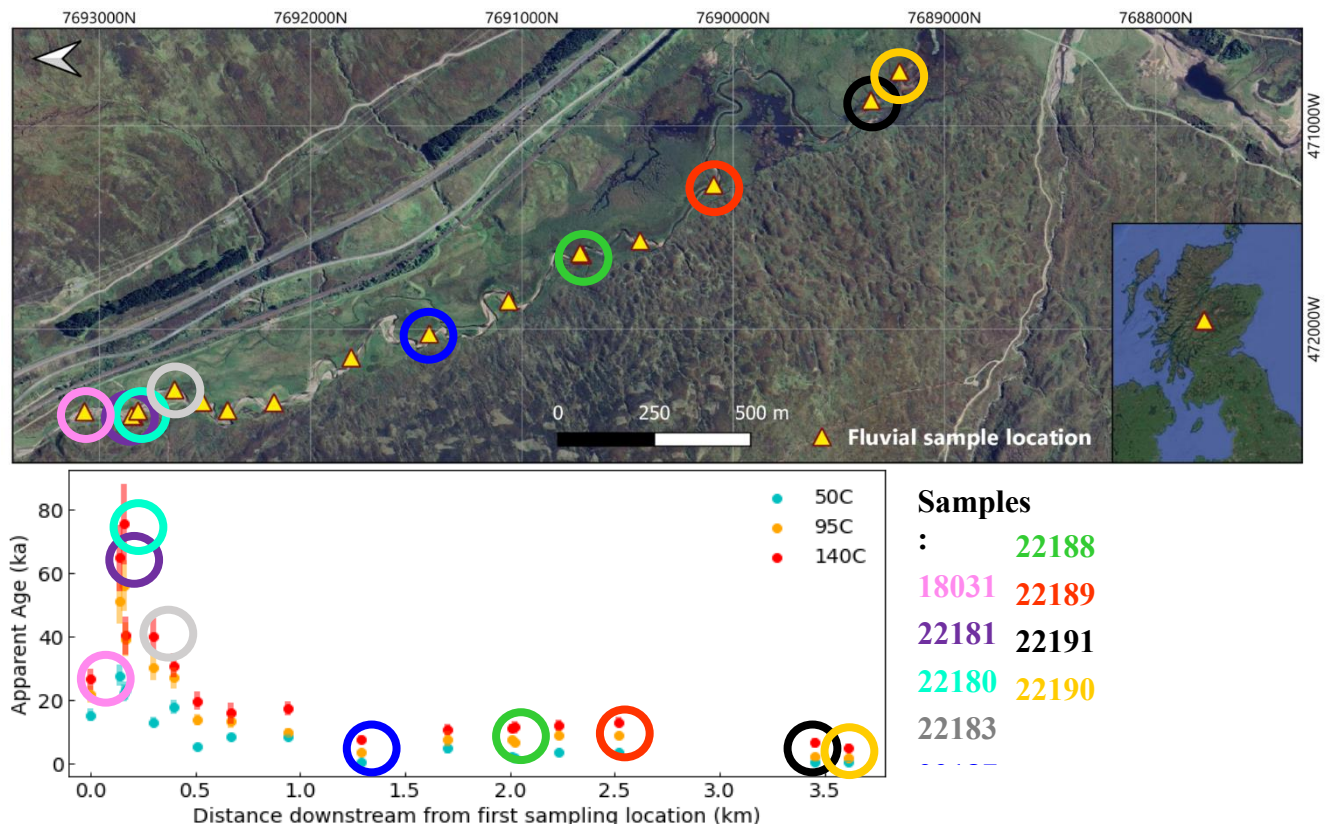 7693000N 7692000N 7691000N 7690000N 7689000N 7688000N
471000W
472000W
0 250 500 m
Fluvial sample location
80
60
40
20
0
Apparent Age (ka)
50C
95C
140C
0.0 0.5 1.0 1.5 2.0 2.5 3.0 3.5
Distance downstream from first sampling location (km)
Samples
:
18031
22181
22180
22183
22188
22189
22191
22190